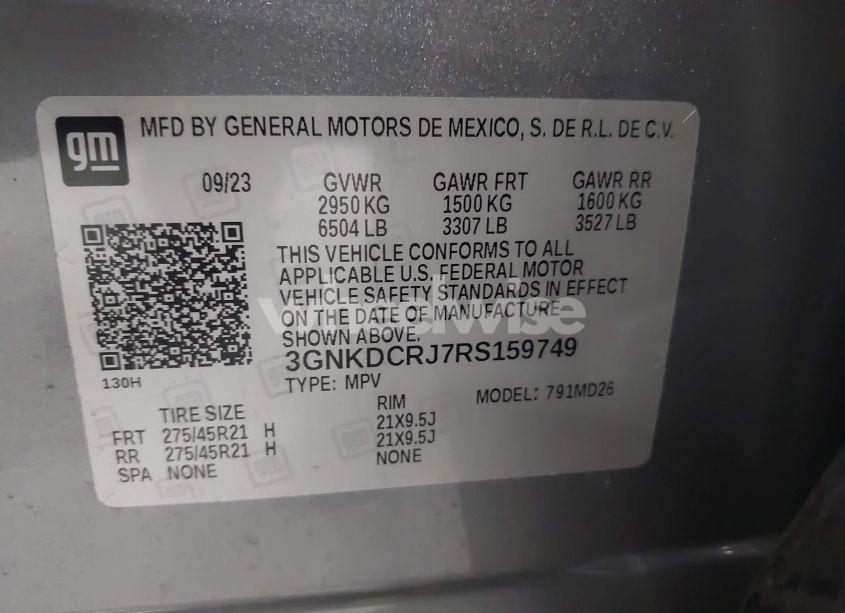 gm
MFD BY GENERAL MOTORS DE MEXICO, S. DE R.L. DE C.V.
09/23 GVWR GAWR FRT GAWR RR
2950 KG 1500 KG 1600 KG
6504 LB 3307 LB 3527 LB
THIS VEHICLE CONFORMS TO ALL
APPLICABLE U.S. FEDERAL MOTOR
VEHICLE SAFETY STANDARDS IN EFFECT
ON THE DATE OF MANUFACTURE
SHOWN ABOVE.
3GNKDCRJ7RS159749
130H
TYPE: MPV MODEL: 791MD26
TIRE SIZE RIM
FRT 275/45R21 H 21X9.5J
RR 275/45R21 H 21X9.5J
SPA NONE NONE